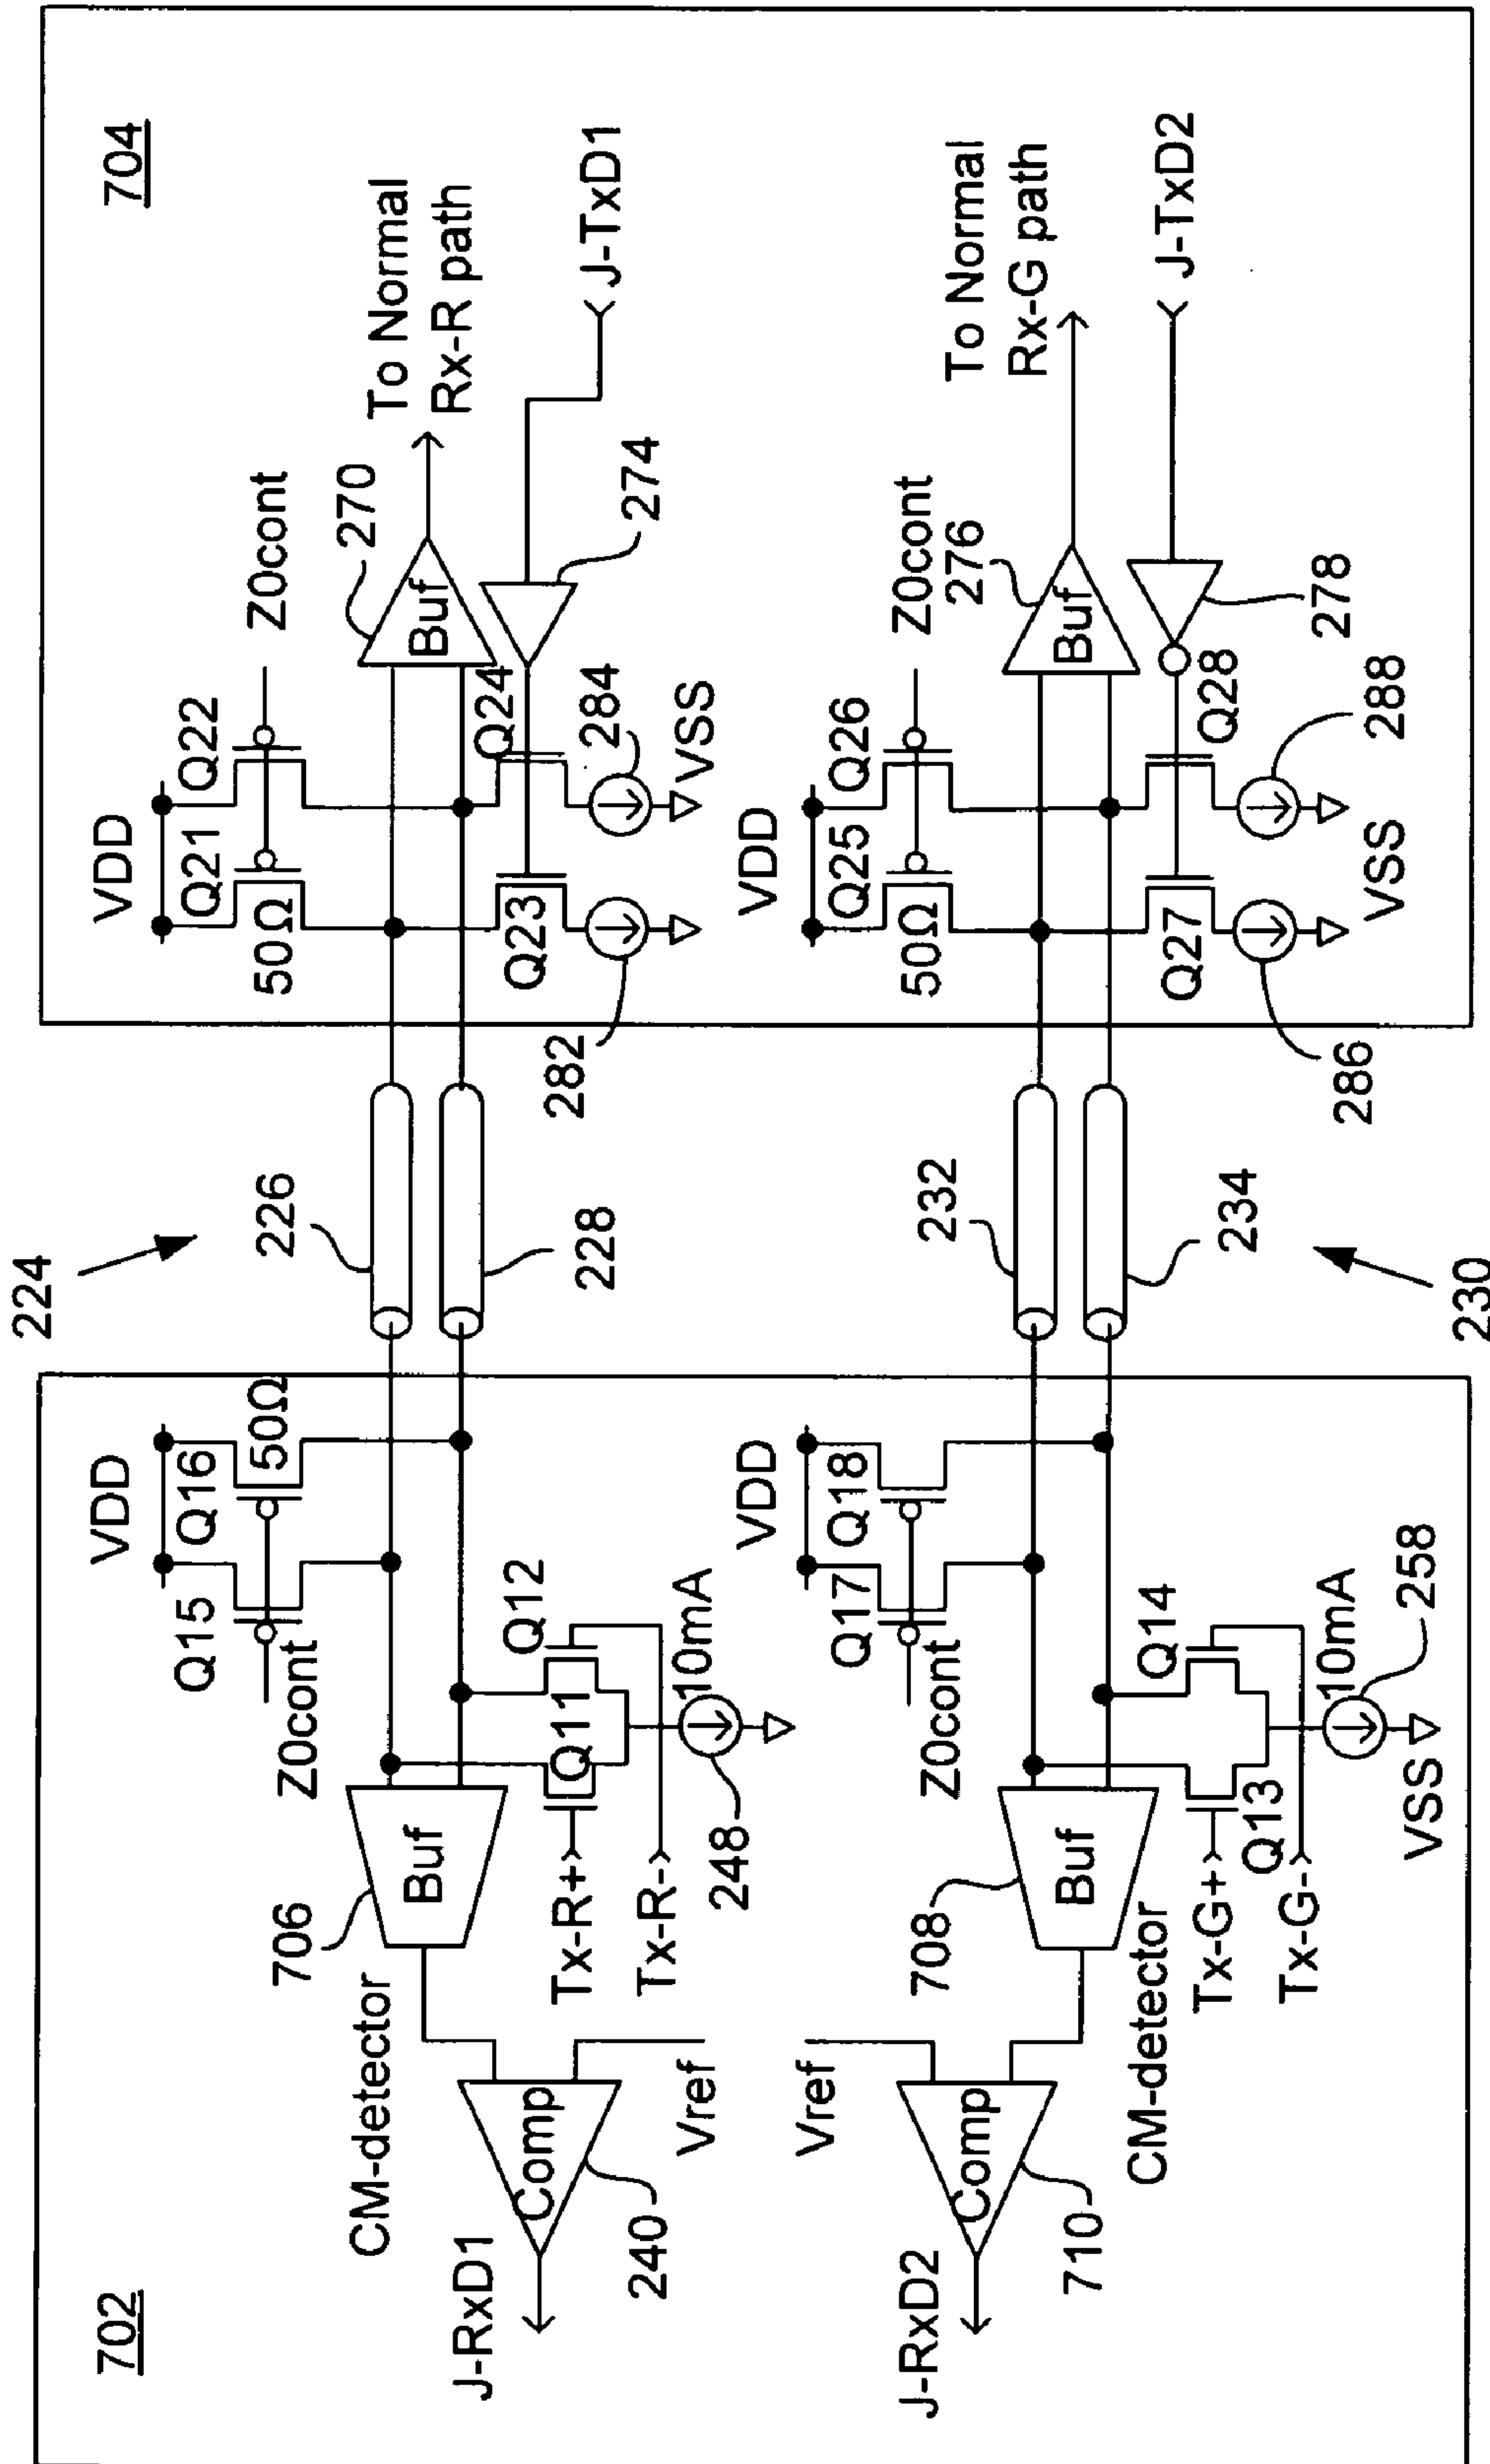 702
J-RxD1
Comp
240
CM-detector
706
Buf
Vref
Tx-R+
Tx-R-
248
10mA
Q11
Q12
Z0cont
Q15
Q16
VDD
50Ω
J-RxD2
Comp
710
Vref
CM-detector
708
Buf
Tx-G+
Tx-G-
Q13
Q14
10mA
VSS
258
Z0cont
Q17
Q18
VDD
224
226
228
232
234
230
704
VDD
Q21
Q22
50Ω
Z0cont
270
Buf
To Normal
Rx-R path
Q23
Q24
282
284
VSS
274
J-TxD1
VDD
Q25
Q26
50Ω
Z0cont
276
Buf
To Normal
Rx-G path
Q27
Q28
286
288
VSS
278
J-TxD2